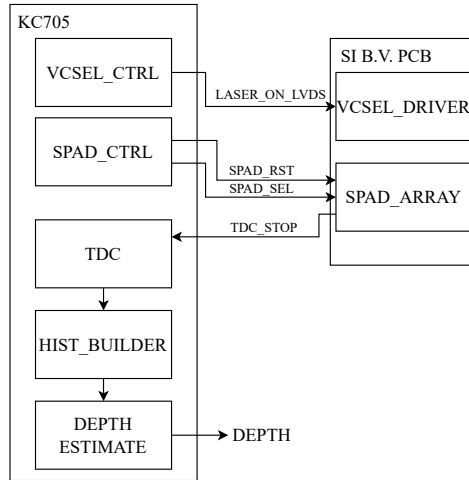 KC705
VCSEL_CTRL
SI B.V. PCB
LASER_ON_LVDS
VCSEL_DRIVER
SPAD_CTRL
SPAD_RST
SPAD_SEL
SPAD_ARRAY
TDC_STOP
TDC
HIST_BUILDER
DEPTH
ESTIMATE
DEPTH